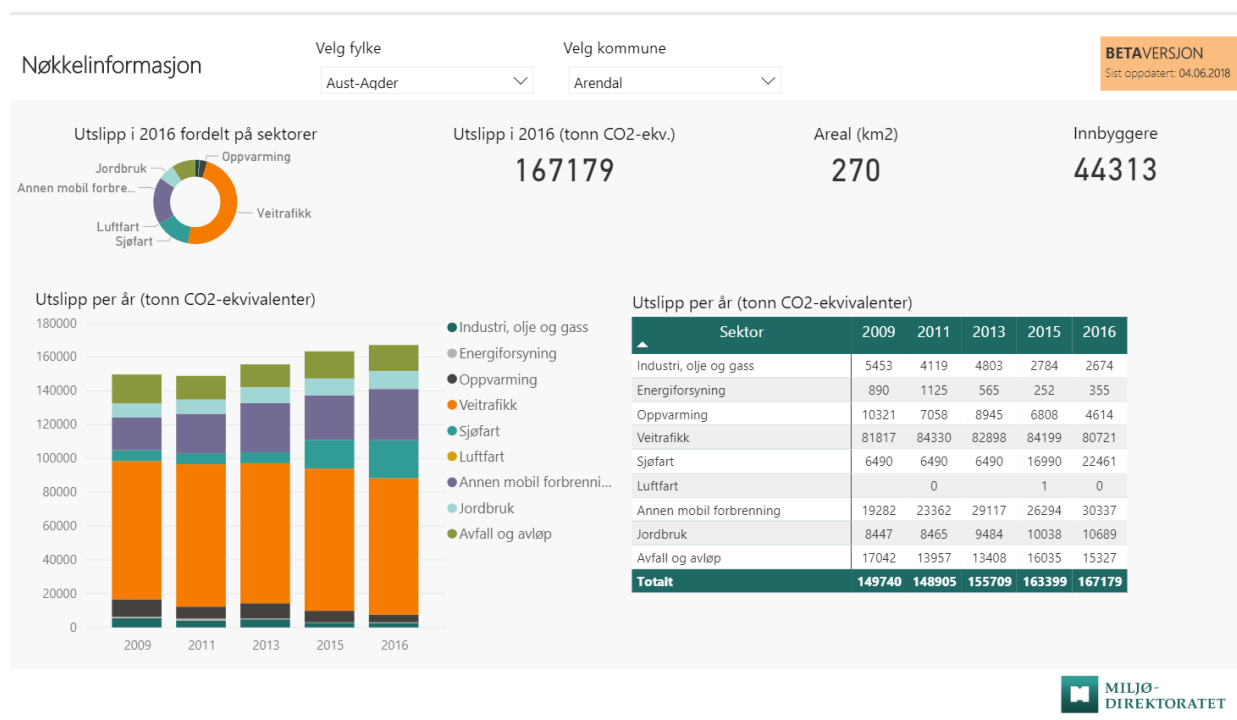 Nøkkelinformasjon
Velg fylke
Aust-Agder
Velg kommune
Arendal
BETAVERSJON
Sist oppdatert: 04.06.2018
Utslipp i 2016 fordelt på sektorer
Oppvarming
Jordbruk
Annen mobil forbre...
Veitrafikk
Luftfart
Sjøfart
Utslipp i 2016 (tonn CO2-ekv.)
167179
Areal (km2)
270
Innbyggere
44313
Utslipp per år (tonn CO2-ekvivalenter)
180000
160000
140000
120000
100000
80000
60000
40000
20000
0
2009 2011 2013 2015 2016
Industri, olje og gass
Energiforsyning
Oppvarming
Veitrafikk
Sjøfart
Luftfart
Annen mobil forbrenni...
Jordbruk
Avfall og avløp
Utslipp per år (tonn CO2-ekvivalenter)
Sektor 2009 2011 2013 2015 2016
Industri, olje og gass 5453 4119 4803 2784 2674
Energiforsyning 890 1125 565 252 355
Oppvarming 10321 7058 8945 6808 4614
Veitrafikk 81817 84330 82898 84199 80721
Sjøfart 6490 6490 6490 16990 22461
Luftfart 0 1 0
Annen mobil forbrenning 19282 23362 29117 26294 30337
Jordbruk 8447 8465 9484 10038 10689
Avfall og avløp 17042 13957 13408 16035 15327
Totalt 149740 148905 155709 163399 167179
MILJØ-
DIREKTORATET